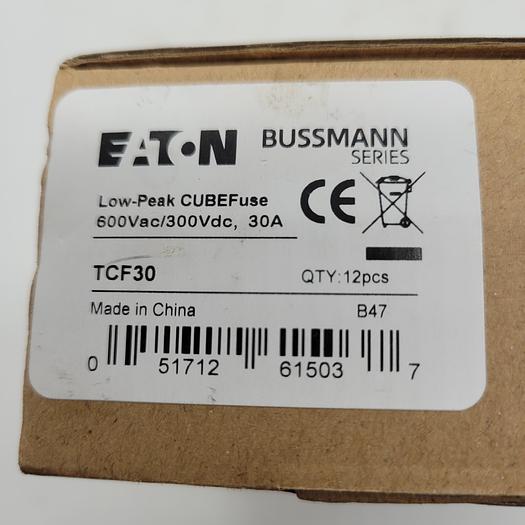 EATON BUSSMANN
SERIES
Low-Peak CUBEFuse
600Vac/300Vdc, 30A
CE
TCF30 QTY:12pcs
Made in China B47
0 51712 61503 7